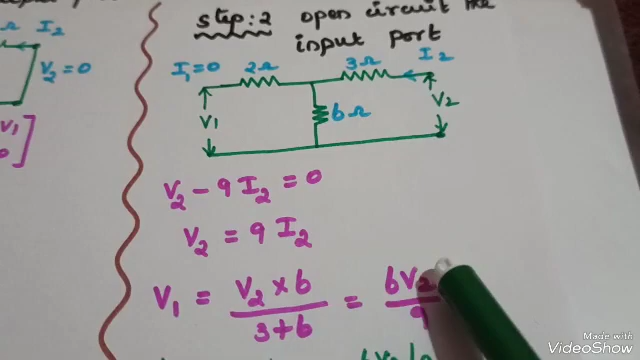 step: 2 open circuit the
input port
I₂
V₂ = 0
V₁
0
I₁ = 0 2Ω 3Ω I₂
V₁ 6Ω V₂
V₂ - 9 I₂ = 0
V₂ = 9 I₂
V₁ = V₂ × 6 / 3+6 = 6V₂ / 9
Made with
VideoShow